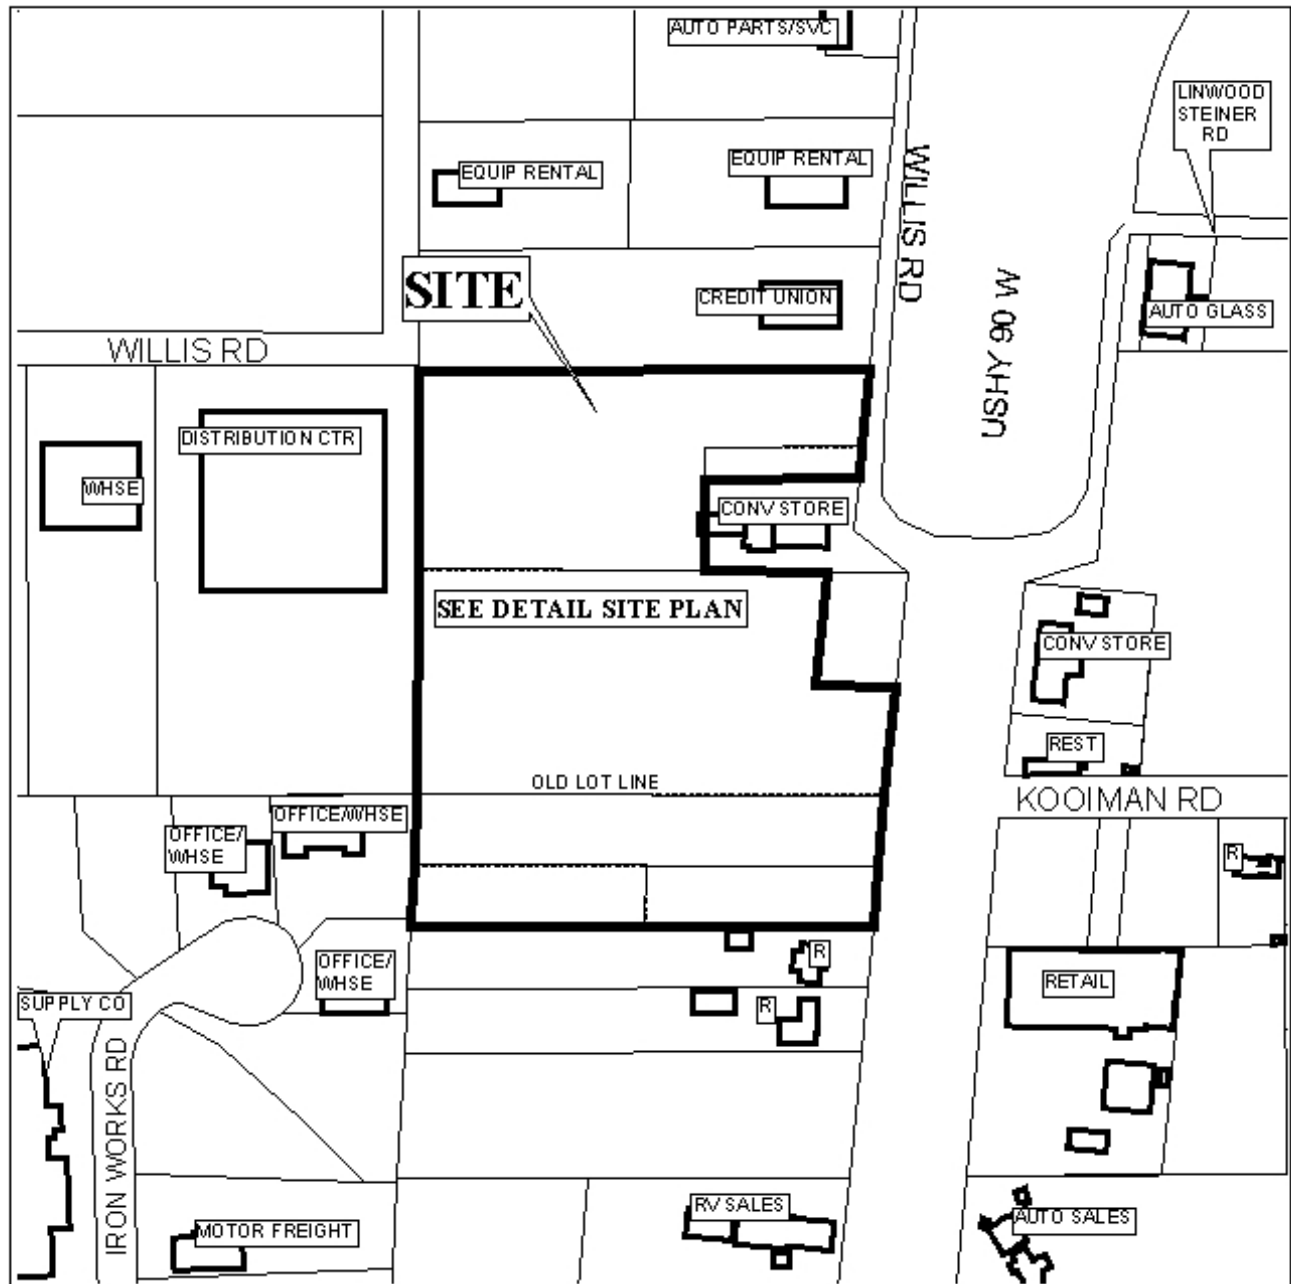 AUTO PARTS/SVC
LINWOOD
STEINER
RD
EQUIP RENTAL
EQUIP RENTAL
WILLIS RD
SITE
CREDIT UNION
USHY 90 W
AUTO GLASS
WILLIS RD
DISTRIBUTION CTR
WHSE
CONV STORE
SEE DETAIL SITE PLAN
CONV STORE
REST
OLD LOT LINE
KOOIMAN RD
OFFICE/WHSE
OFFICE/
WHSE
R
OFFICE/
WHSE
R
RETAIL
SUPPLY CO
R
IRON WORKS RD
RV SALES
AUTO SALES
MOTOR FREIGHT